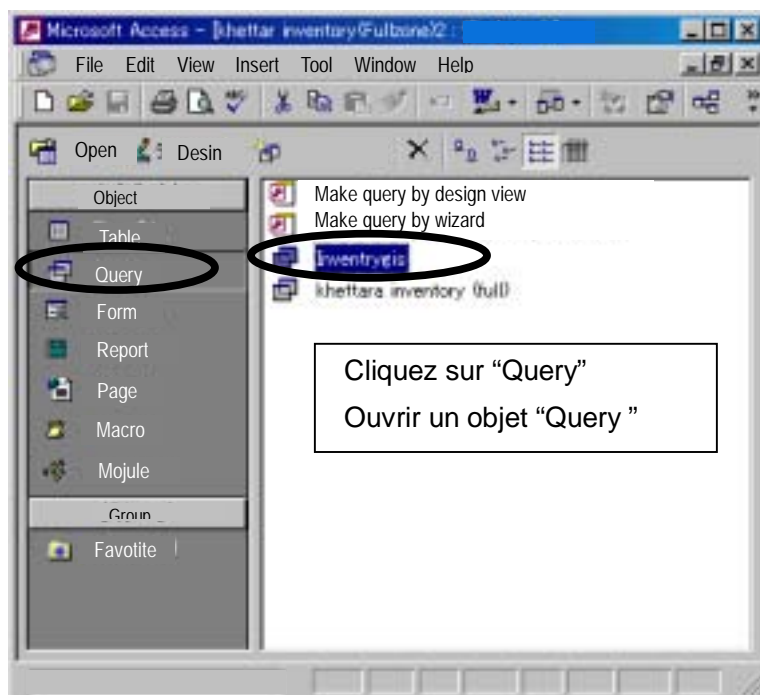 Microsoft Access - [khettar inventory(Fullzone)2 :
File Edit View Insert Tool Window Help
Open Desin
Object
Table
Query
Form
Report
Page
Macro
Mojule
Group
Favotite
Make query by design view
Make query by wizard
Inventrygis
khettara inventory (full)
Cliquez sur “Query”
Ouvrir un objet “Query ”